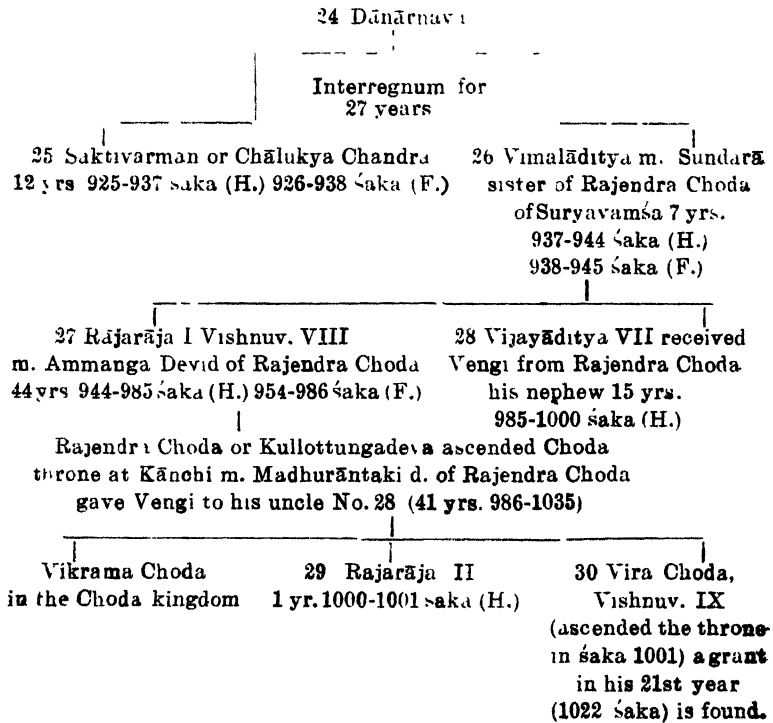 24 Dānārnava
Interregnum for
27 years
25 Saktivarman or Chālukya Chandra
12 yrs 925-937 saka (H.) 926-938 śaka (F.)
26 Vimalāditya m. Sundarā
sister of Rajendra Choda
of Suryavamśa 7 yrs.
937-944 śaka (H.)
938-945 śaka (F.)
27 Rājarāja I Vishnuv. VIII
m. Ammanga Devid of Rajendra Choda
44 yrs 944-985 śaka (H.) 954-986 śaka (F.)
28 Vijayāditya VII received
Vengi from Rajendra Choda
his nephew 15 yrs.
985-1000 śaka (H.)
Rajendra Choda or Kullottungadeva ascended Choda
throne at Kānchi m. Madhurāntaki d. of Rajendra Choda
gave Vengi to his uncle No. 28 (41 yrs. 986-1035)
Vikrama Choda
in the Choda kingdom
29 Rajarāja II
1 yr. 1000-1001 saka (H.)
30 Vira Choda,
Vishnuv. IX
(ascended the throne
in śaka 1001) a grant
in his 21st year
(1022 śaka) is found.